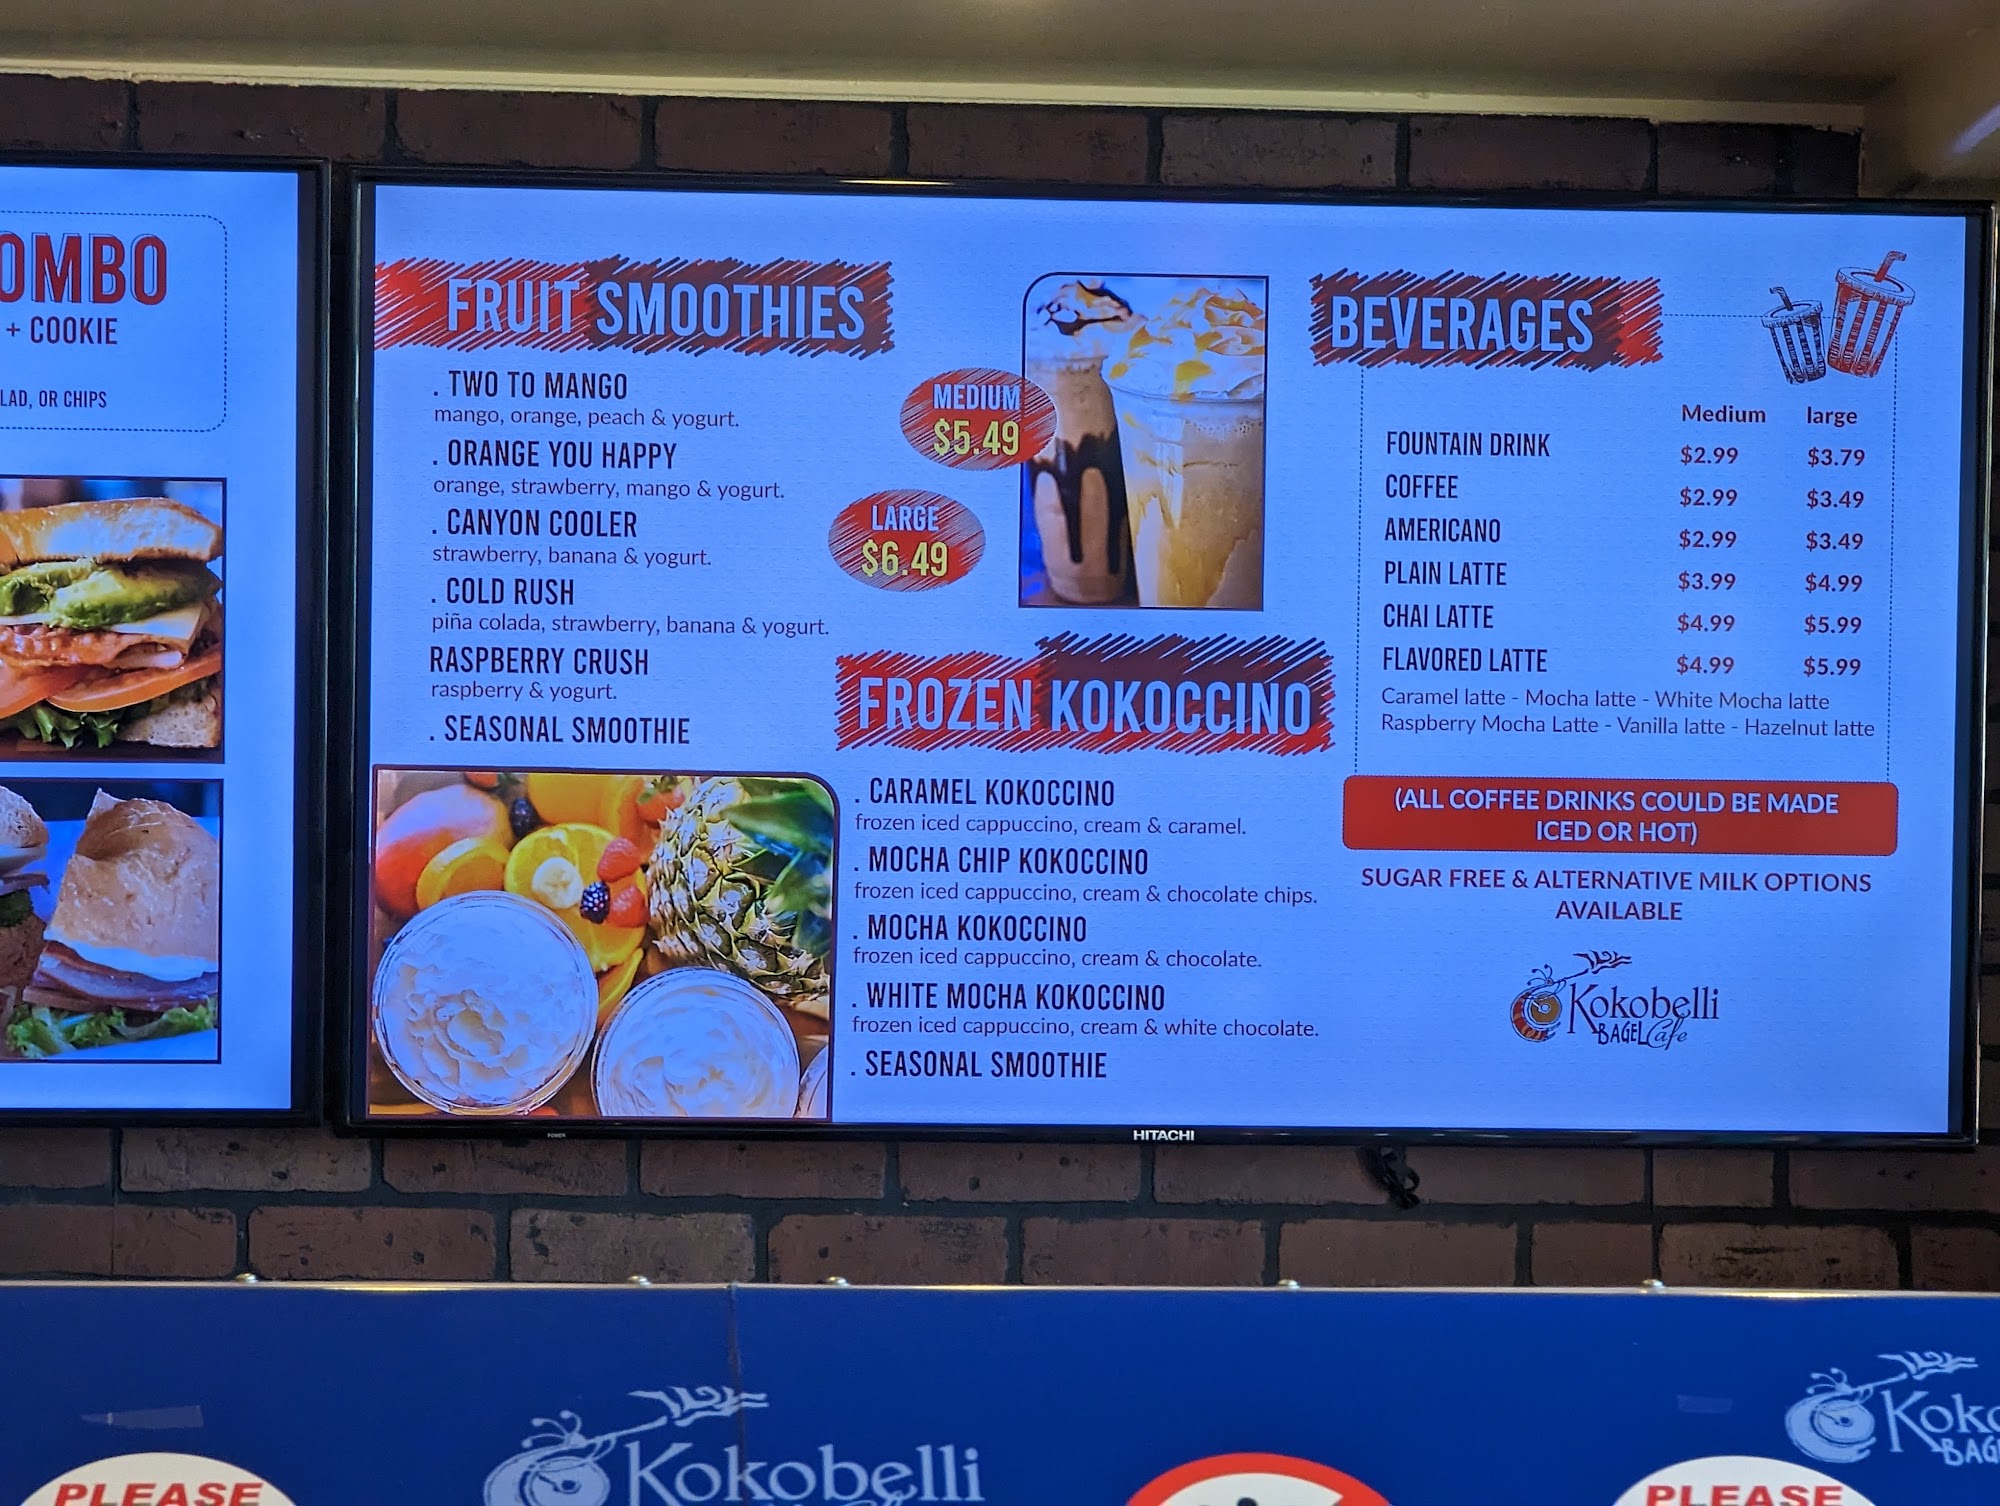 OMBO
+ COOKIE
LAD, OR CHIPS
FRUIT SMOOTHIES
. TWO TO MANGO
mango, orange, peach & yogurt.
. ORANGE YOU HAPPY
orange, strawberry, mango & yogurt.
. CANYON COOLER
strawberry, banana & yogurt.
. COLD RUSH
piña colada, strawberry, banana & yogurt.
RASPBERRY CRUSH
raspberry & yogurt.
. SEASONAL SMOOTHIE
MEDIUM
$5.49
LARGE
$6.49
FROZEN KOKOCCINO
. CARAMEL KOKOCCINO
frozen iced cappuccino, cream & caramel.
. MOCHA CHIP KOKOCCINO
frozen iced cappuccino, cream & chocolate chips.
. MOCHA KOKOCCINO
frozen iced cappuccino, cream & chocolate.
. WHITE MOCHA KOKOCCINO
frozen iced cappuccino, cream & white chocolate.
. SEASONAL SMOOTHIE
BEVERAGES
Medium large
FOUNTAIN DRINK $2.99 $3.79
COFFEE $2.99 $3.49
AMERICANO $2.99 $3.49
PLAIN LATTE $3.99 $4.99
CHAI LATTE $4.99 $5.99
FLAVORED LATTE $4.99 $5.99
Caramel latte - Mocha latte - White Mocha latte
Raspberry Mocha Latte - Vanilla latte - Hazelnut latte
(ALL COFFEE DRINKS COULD BE MADE
ICED OR HOT)
SUGAR FREE & ALTERNATIVE MILK OPTIONS
AVAILABLE
Kokobelli
BAGEL Cafe
POWER
HITACHI
Kokobelli
Koko
BAGE
PLEASE
PLEASE